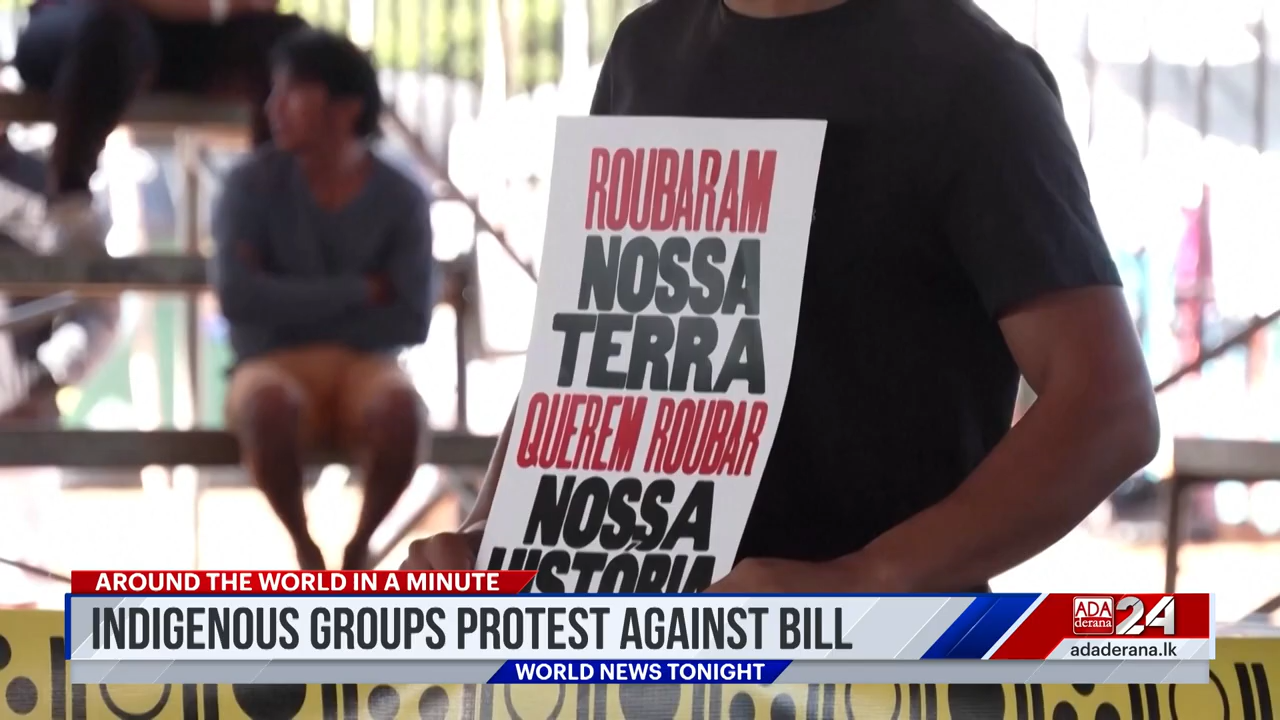 ROUBARAM
NOSSA
TERRA
QUEREM ROUBAR
NOSSA
HISTÓRIA
AROUND THE WORLD IN A MINUTE
INDIGENOUS GROUPS PROTEST AGAINST BILL
ADA derana 24
adaderana.lk
WORLD NEWS TONIGHT